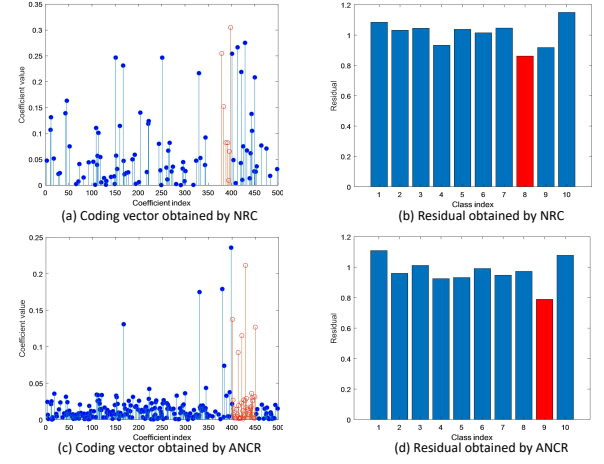 0.35
0.3
0.25
0.2
0.15
0.1
0.05
0
Coefficient value
0 50 100 150 200 250 300 350 400 450 500
Coefficient index
(a) Coding vector obtained by NRC
1.2
1
0.8
0.6
0.4
0.2
0
Residual
1 2 3 4 5 6 7 8 9 10
Class index
(b) Residual obtained by NRC
0.25
0.2
0.15
0.1
0.05
0
Coefficient value
0 50 100 150 200 250 300 350 400 450 500
Coefficient index
(c) Coding vector obtained by ANCR
1.2
1
0.8
0.6
0.4
0.2
0
Residual
1 2 3 4 5 6 7 8 9 10
Class index
(d) Residual obtained by ANCR